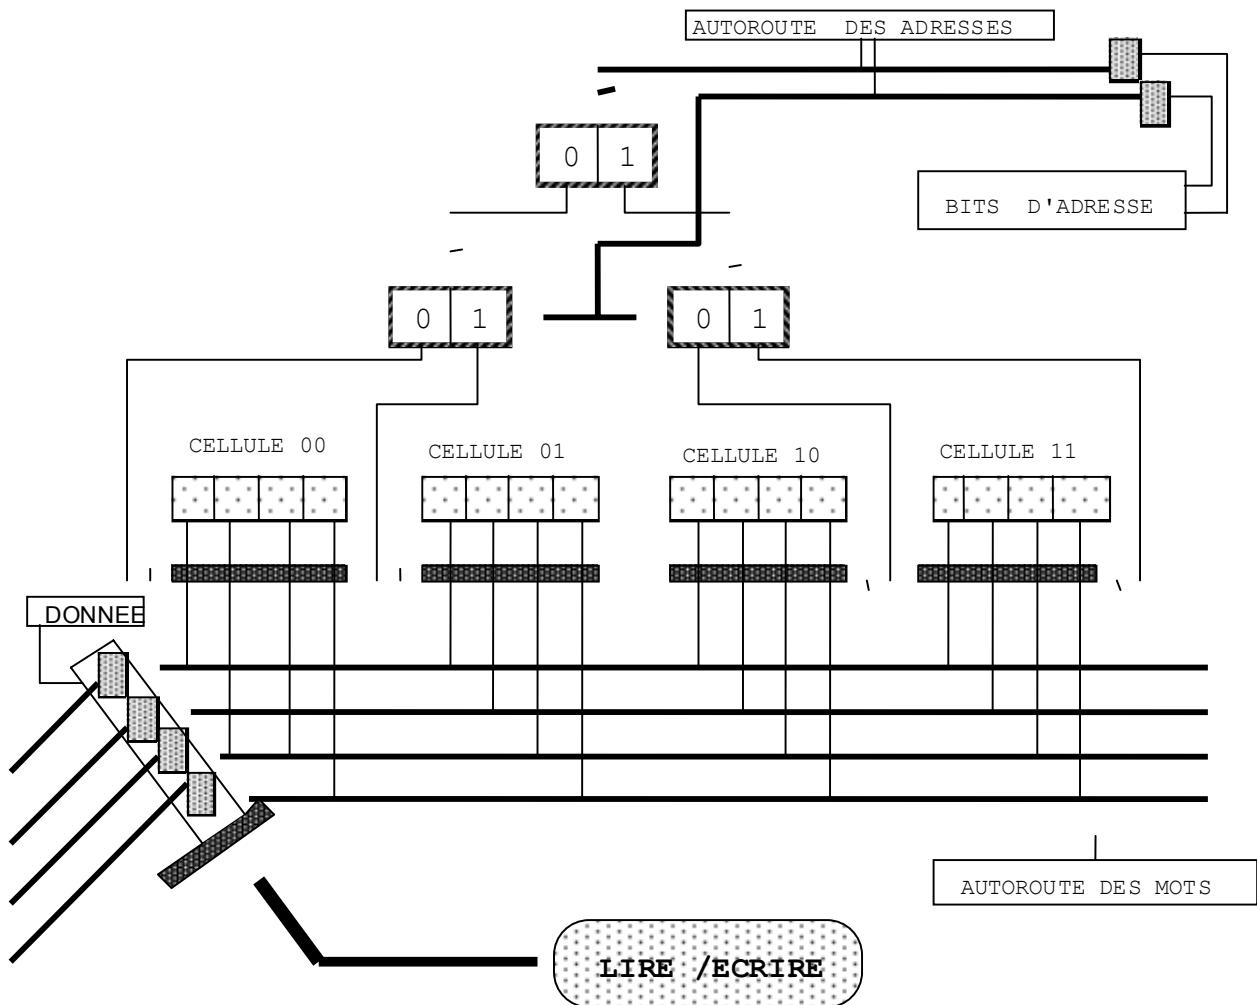 AUTOROUTE DES ADRESSES
0 1
BITS D'ADRESSE
0 1
0 1
CELLULE 00
CELLULE 01
CELLULE 10
CELLULE 11
DONNEE
AUTOROUTE DES MOTS
LIRE /ECRIRE